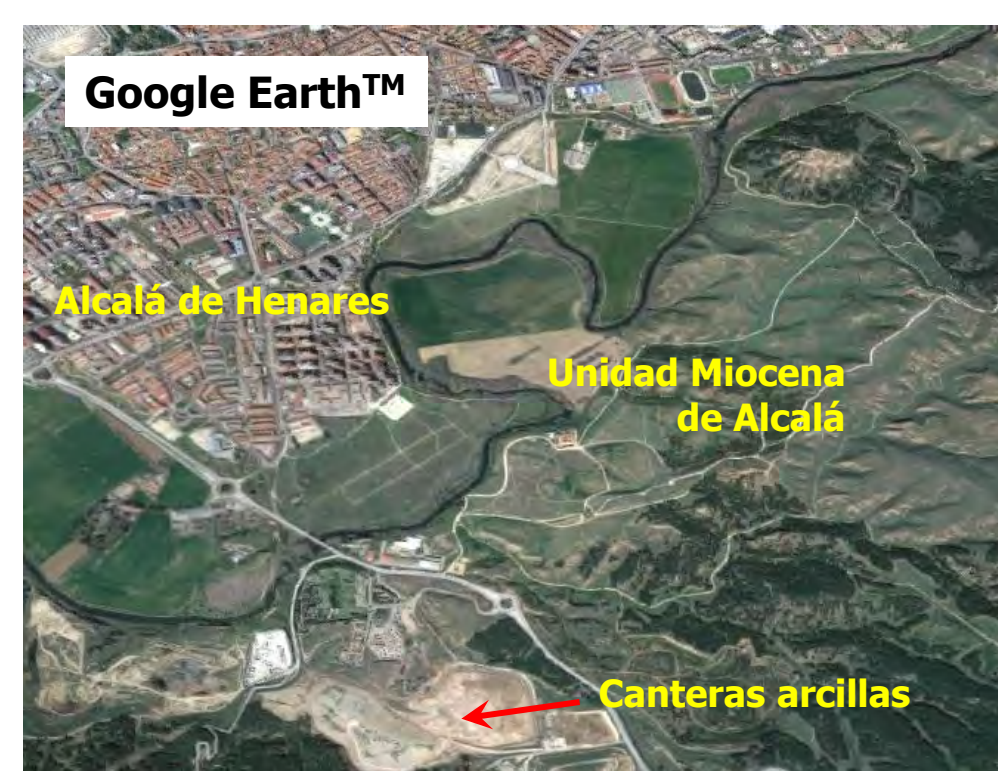 Google Earth™
Alcalá de Henares
Unidad Miocena
de Alcalá
Canteras arcillas